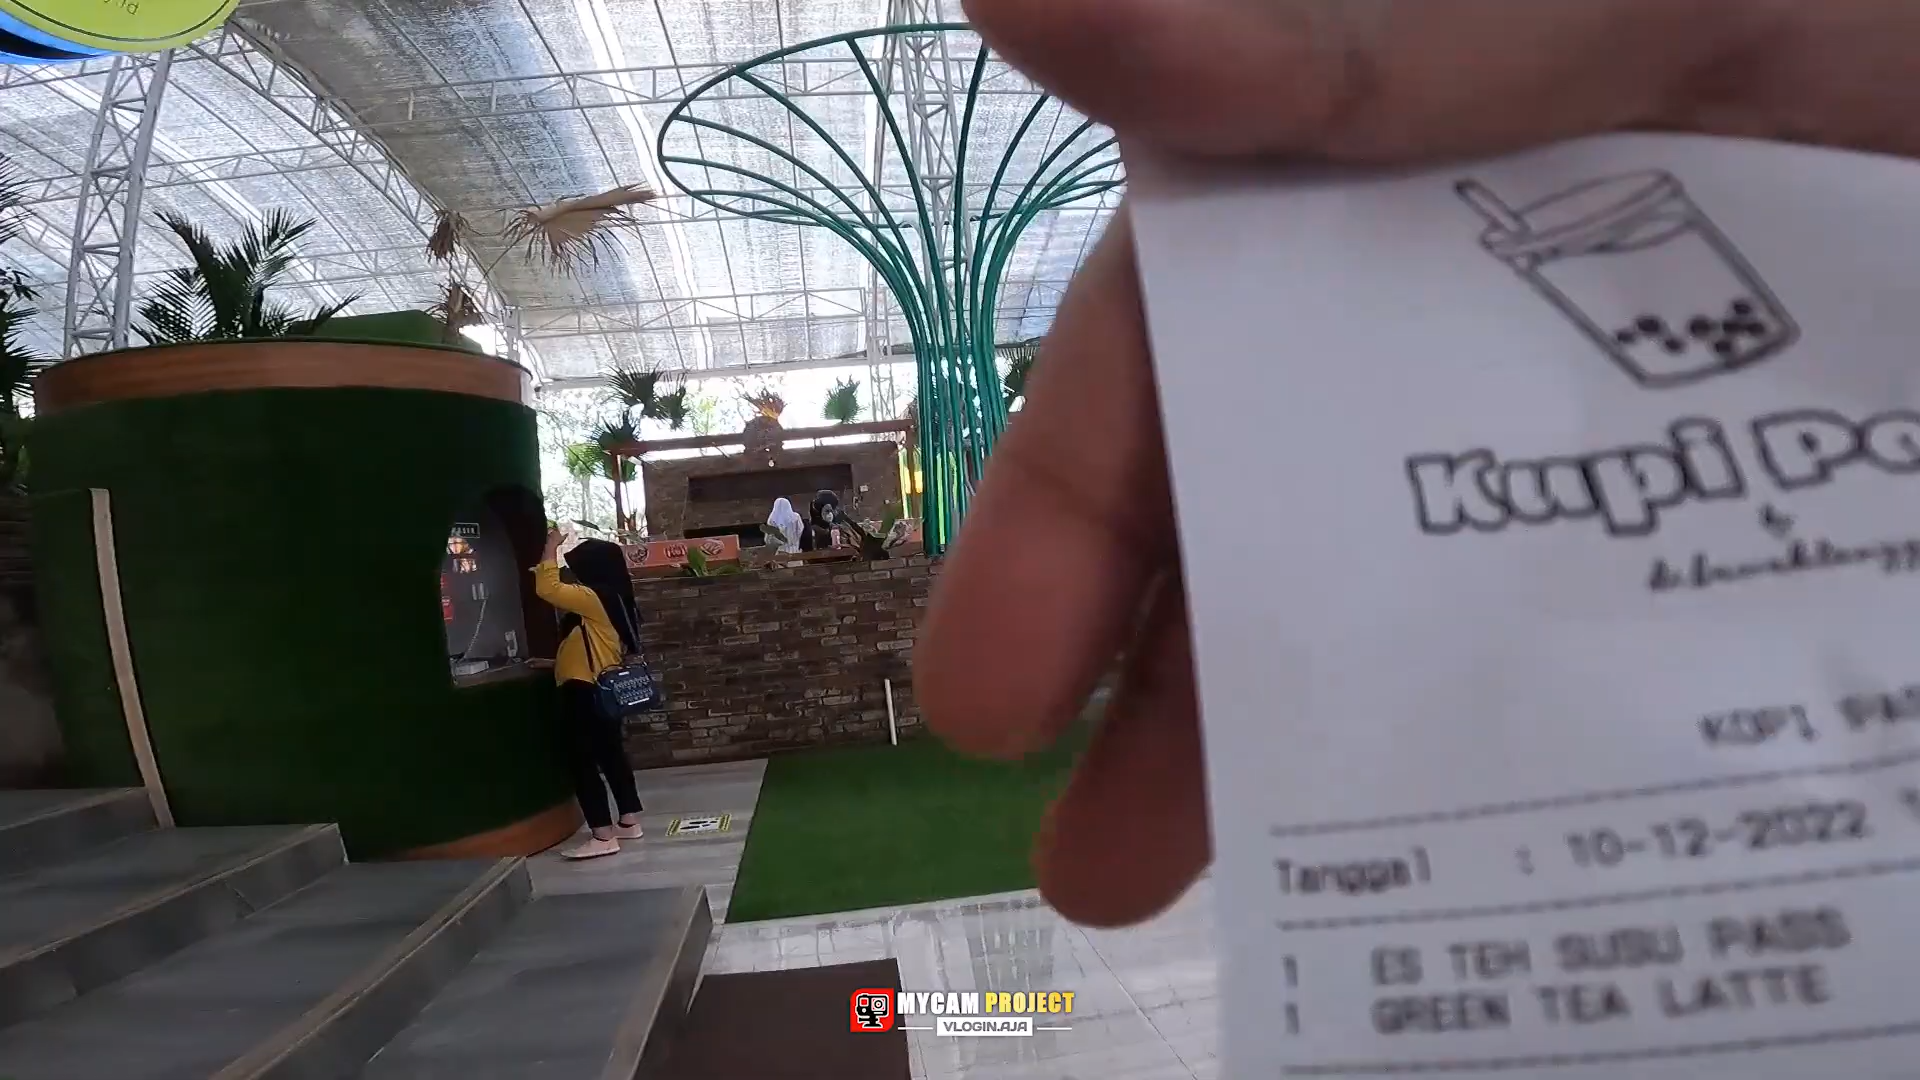 Kupi Pa
KOPI PAS
Tanggal : 10-12-2022
1 ES TEH SUSU PASS
1 GREEN TEA LATTE
MYCAM PROJECT
VLOGIN.AJA